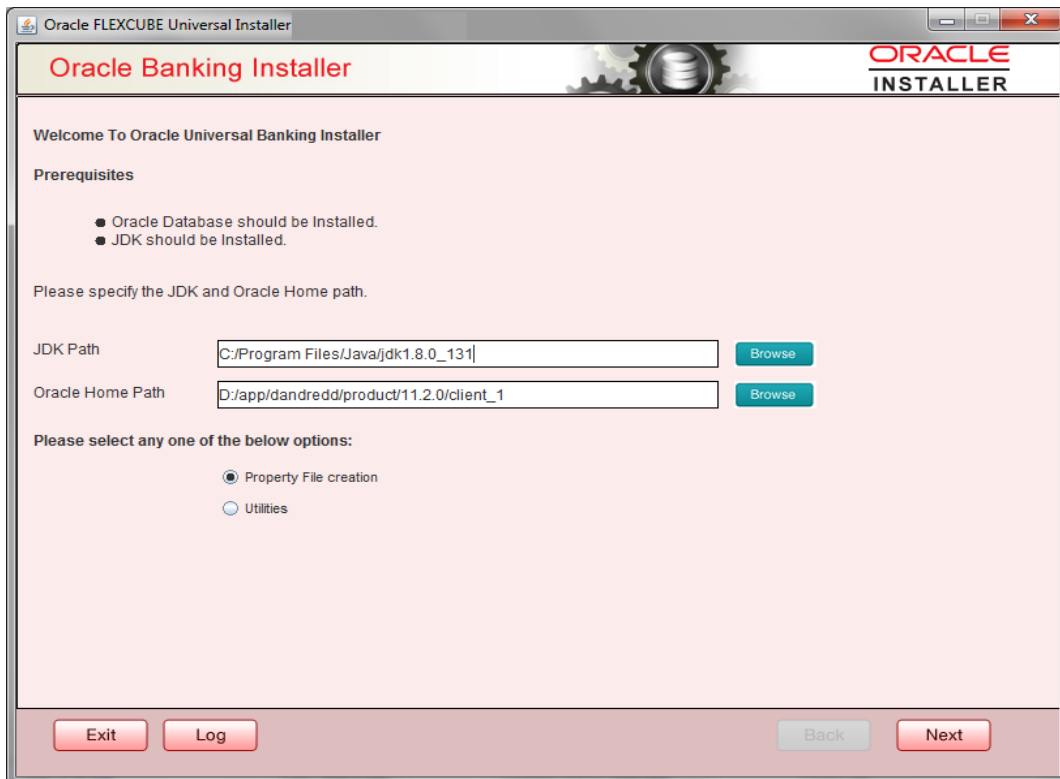 Oracle FLEXCUBE Universal Installer
Oracle Banking Installer
ORACLE
INSTALLER
Welcome To Oracle Universal Banking Installer
Prerequisites
Oracle Database should be Installed.
JDK should be Installed.
Please specify the JDK and Oracle Home path.
JDK Path C:/Program Files/Java/jdk1.8.0_131 Browse
Oracle Home Path D:/app/dandredd/product/11.2.0/client_1 Browse
Please select any one of the below options:
Property File creation
Utilities
Exit Log Back Next